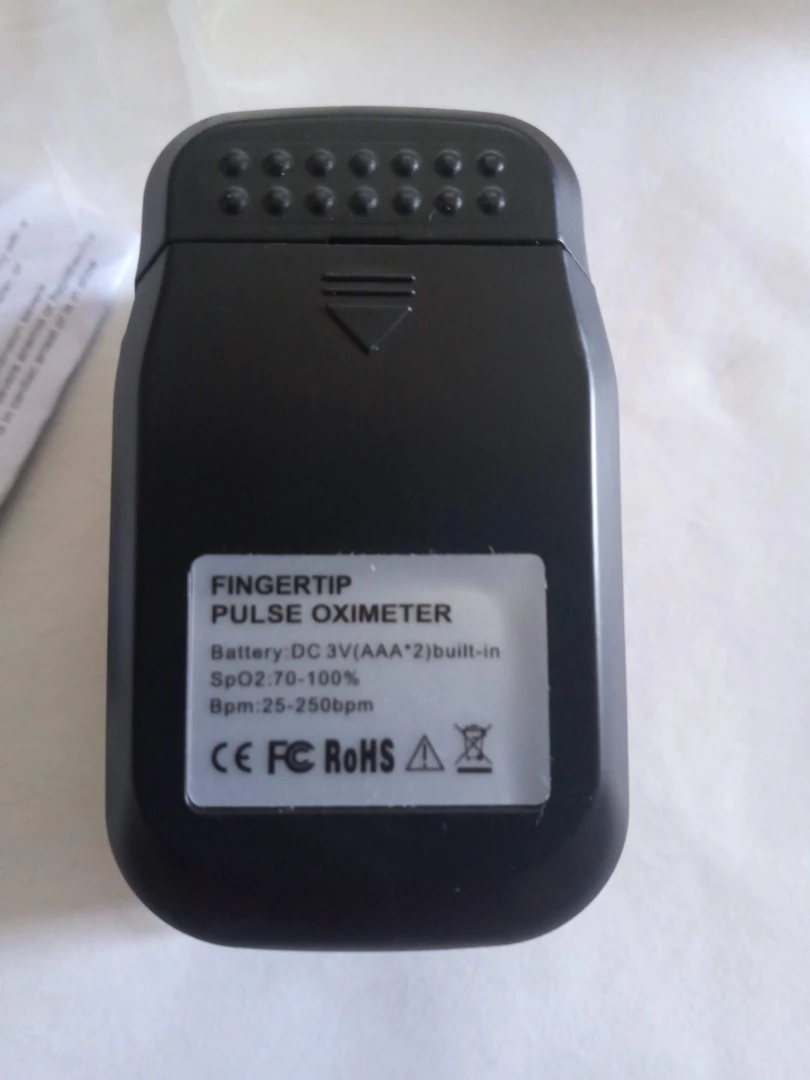 FINGERTIP
PULSE OXIMETER
Battery:DC 3V(AAA*2)built-in
SpO2:70-100%
Bpm:25-250bpm
CE FC RoHS